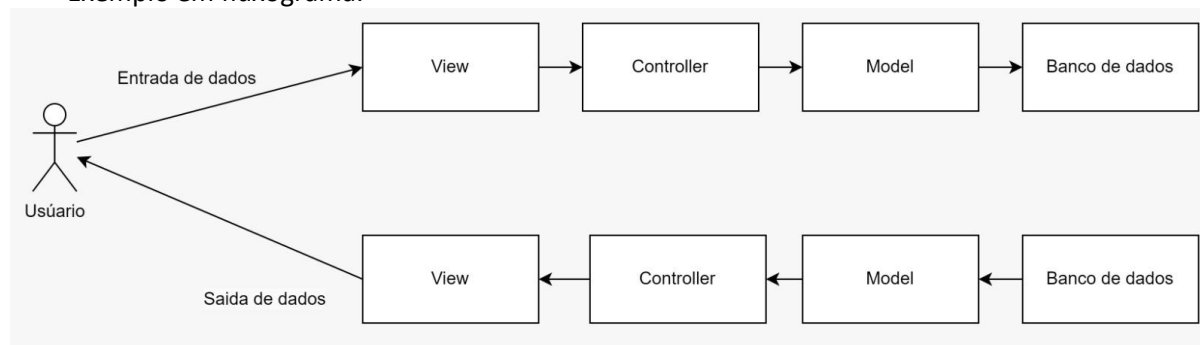 Exemplo em fluxograma:
View
Controller
Model
Banco de dados
Entrada de dados
Usúario
View
Controller
Model
Banco de dados
Saida de dados